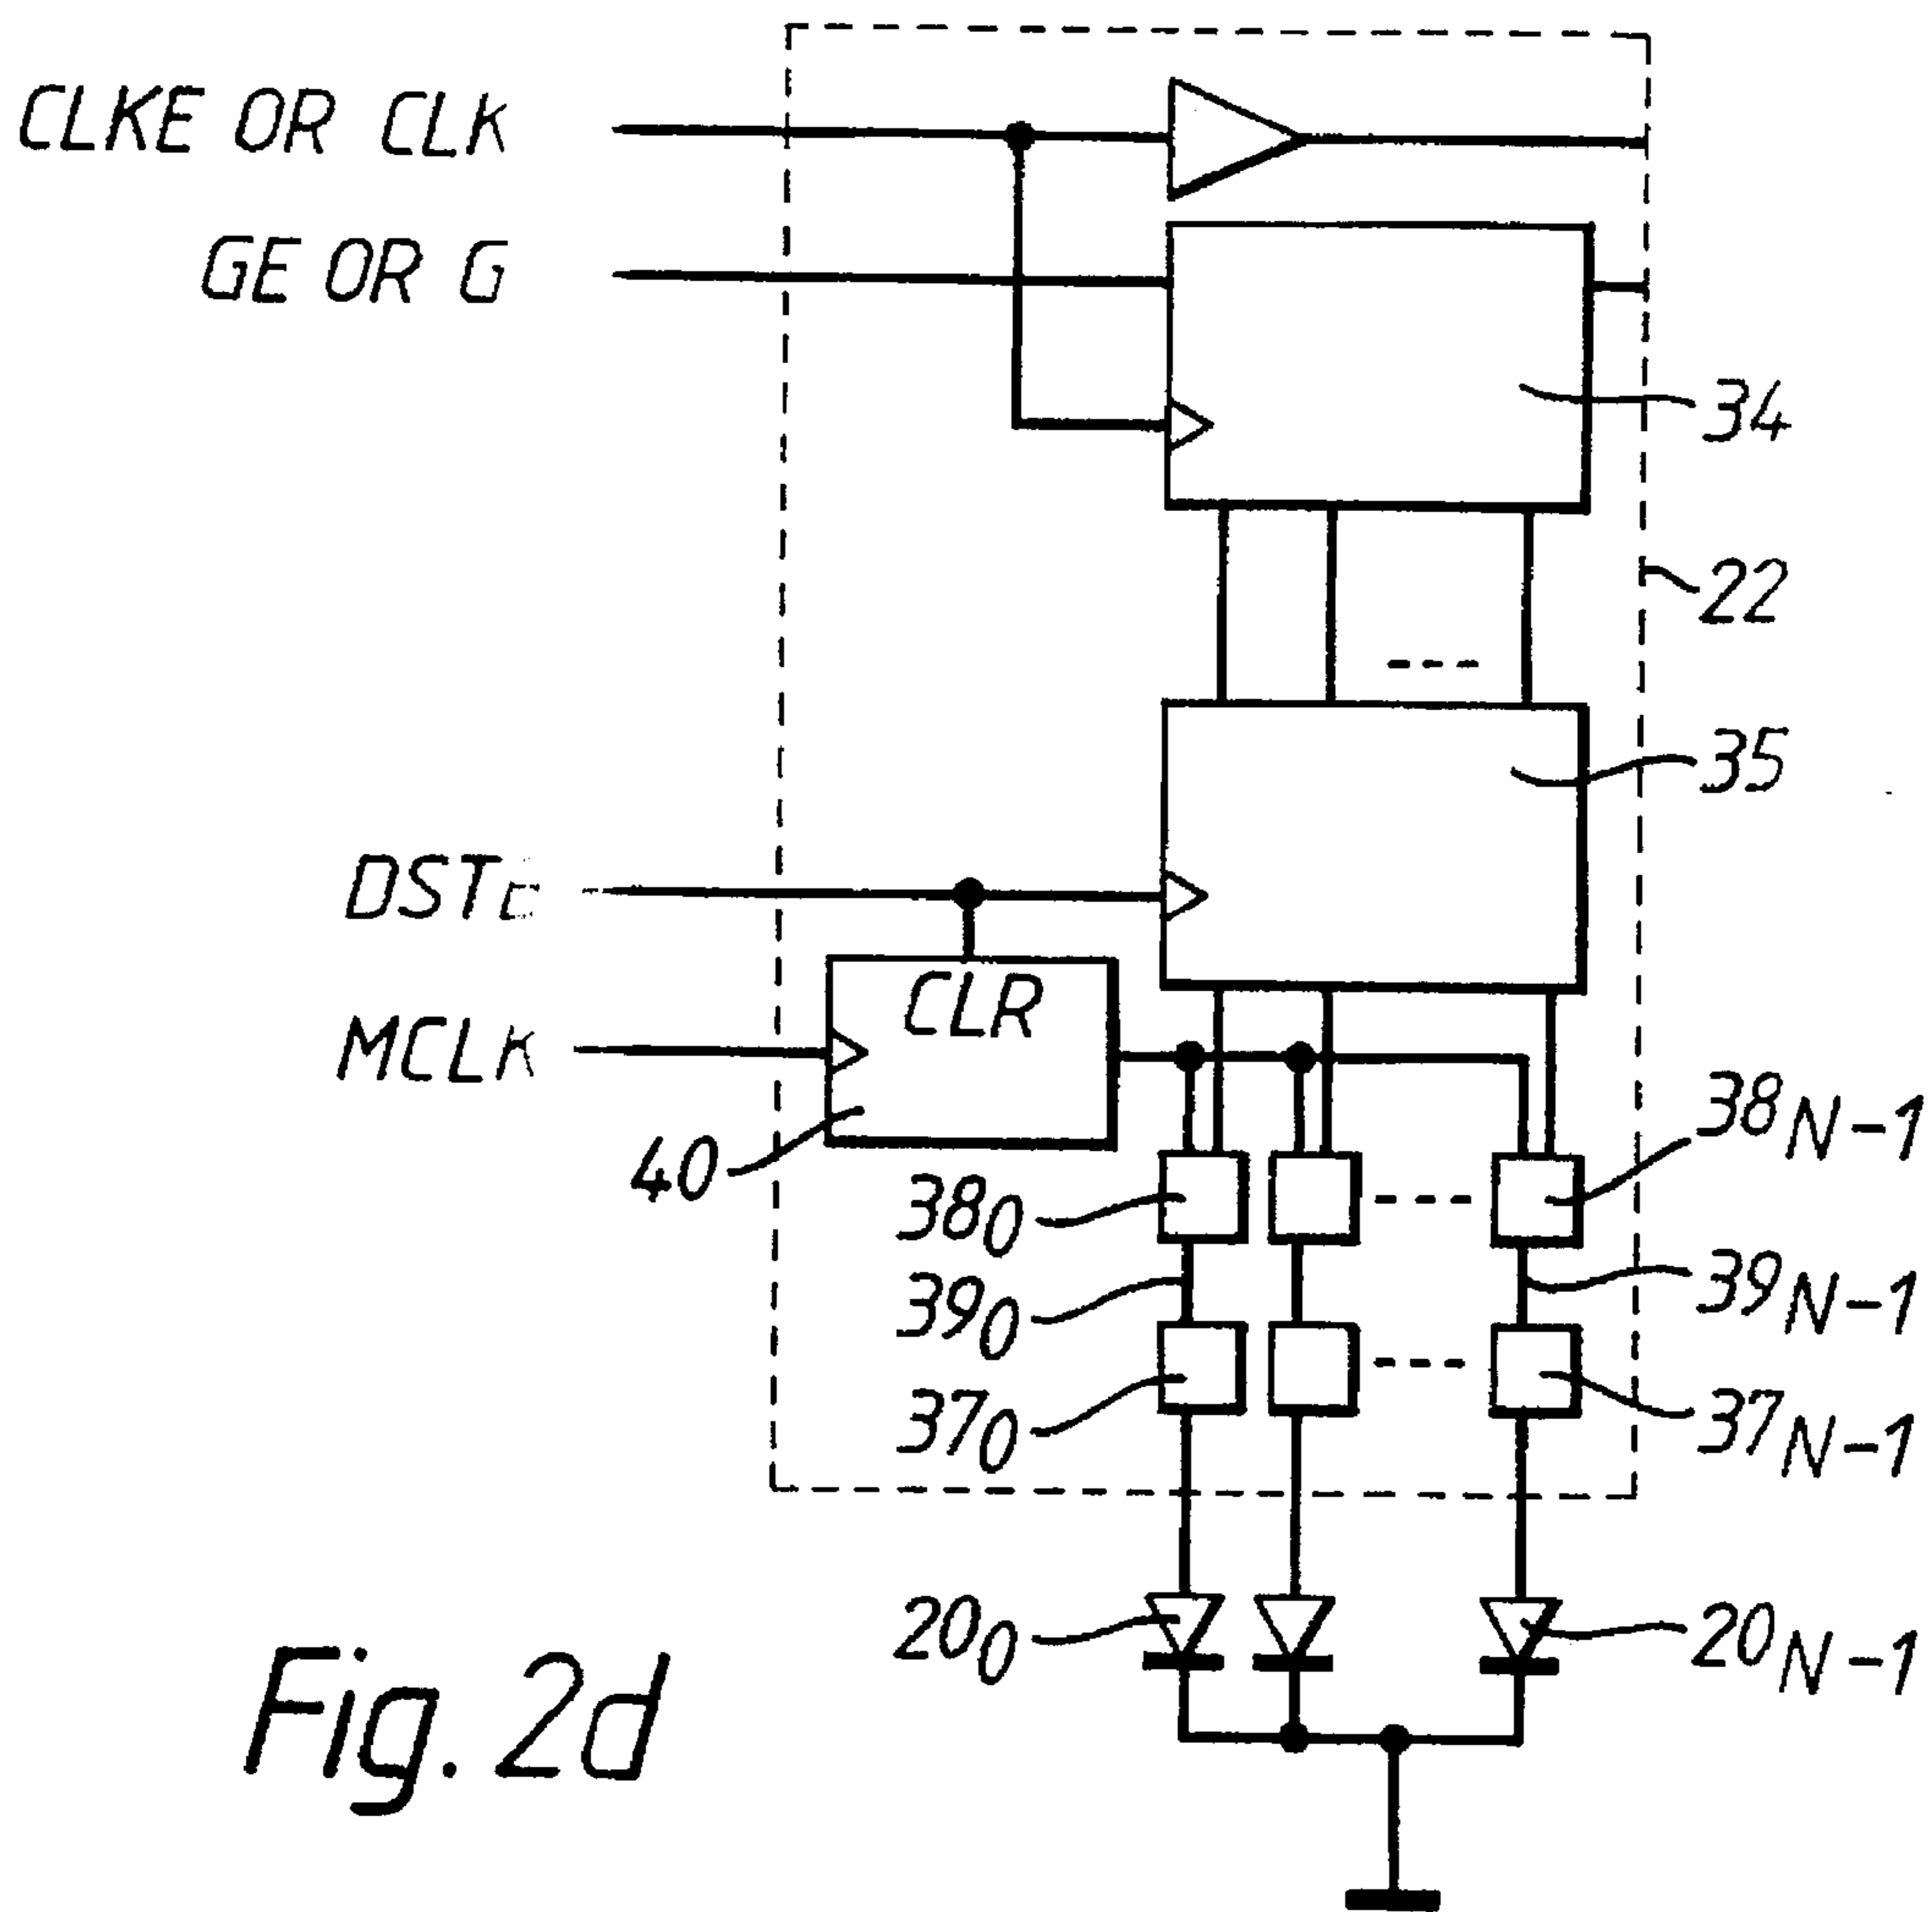 CLKE OR CLK
GE OR G
34
22
35
DSTE
CLR
MCLK
40
38N-1
380
39N-1
390
37N-1
370
200
20N-1
Fig. 2d